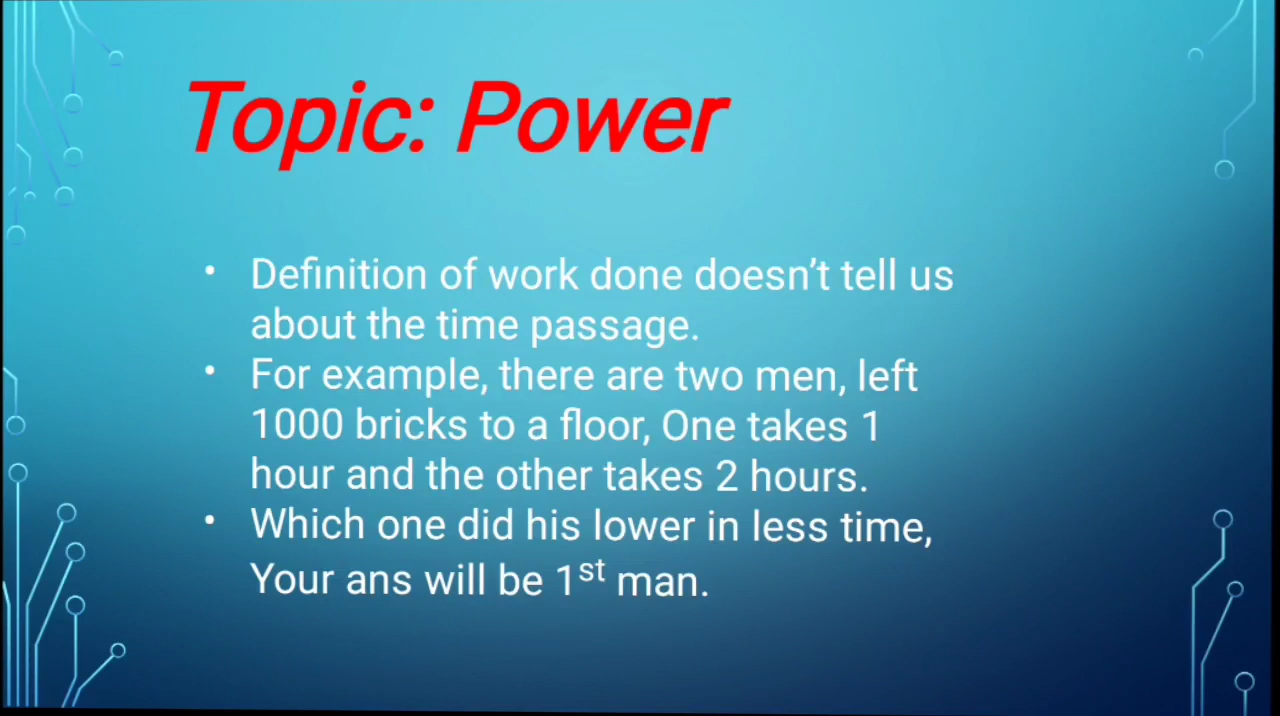 Topic: Power
• Definition of work done doesn’t tell us
about the time passage.
• For example, there are two men, left
1000 bricks to a floor, One takes 1
hour and the other takes 2 hours.
• Which one did his lower in less time,
Your ans will be 1st man.